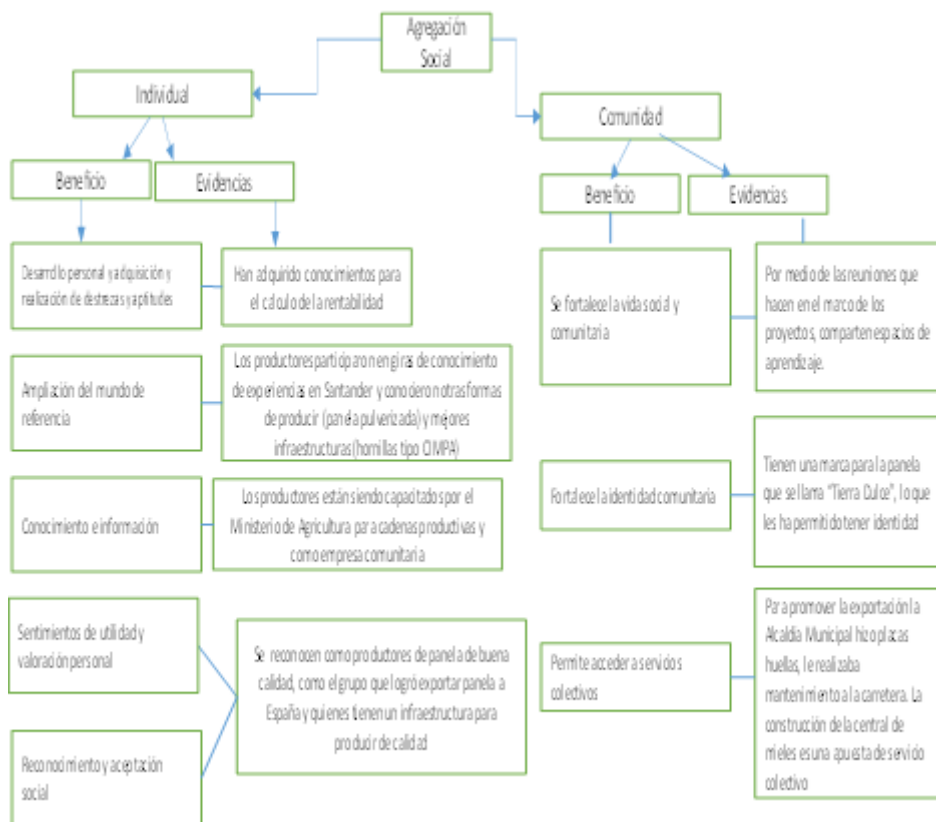 Agregación
Social
Individual
Comunidad
Beneficio
Evidencias
Beneficio
Evidencias
Desarrollo personal y adquisición y
realización de destrezas y aptitudes
Han adquirido conocimientos para
el cálculo de la rentabilidad
Se fortalece la vida social y
comunitaria
Por medio de las reuniones que
hacen en el marco de los
proyectos, comparten espacios de
aprendizaje.
Ampliación del mundo de
referencia
Los productores participaron en giras de conocimiento
de experiencias en Santander y conocieron otras formas
de producir (panela pulverizada) y mejores
infraestructuras (hornillas tipo CIMPA)
Fortalece la identidad comunitaria
Tienen una marca para la panela
que se llama "Tierra Dulce", lo que
les ha permitido tener identidad
Conocimiento e información
Los productores están siendo capacitados por el
Ministerio de Agricultura para cadenas productivas y
como empresa comunitaria
Sentimientos de utilidad y
valoración personal
Reconocimiento y aceptación
social
Se reconocen como productores de panela de buena
calidad, como el grupo que logró exportar panela a
España y quienes tienen un infraestructura para
producir de calidad
Permite acceder a servicios
colectivos
Para promover la exportación la
Alcaldía Municipal hizo placas
huellas, le realizaba
mantenimiento a la carretera. La
construcción de la central de
mieles es una apuesta de servicio
colectivo